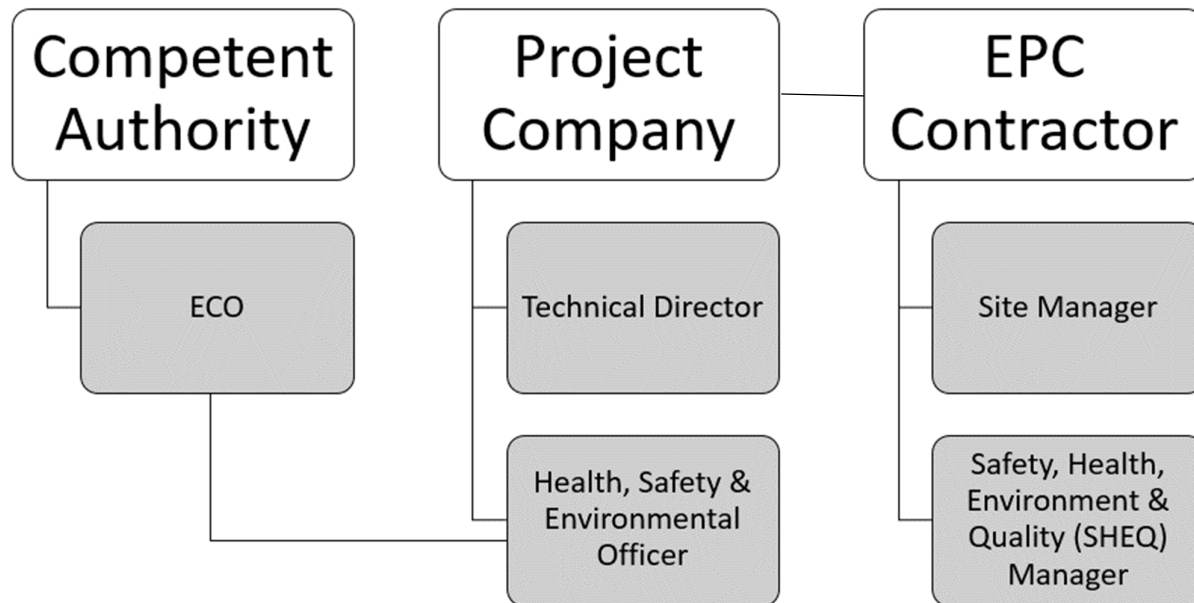 Competent
Authority
Project
Company
EPC
Contractor
ECO
Technical Director
Site Manager
Health, Safety &
Environmental
Officer
Safety, Health,
Environment &
Quality (SHEQ)
Manager